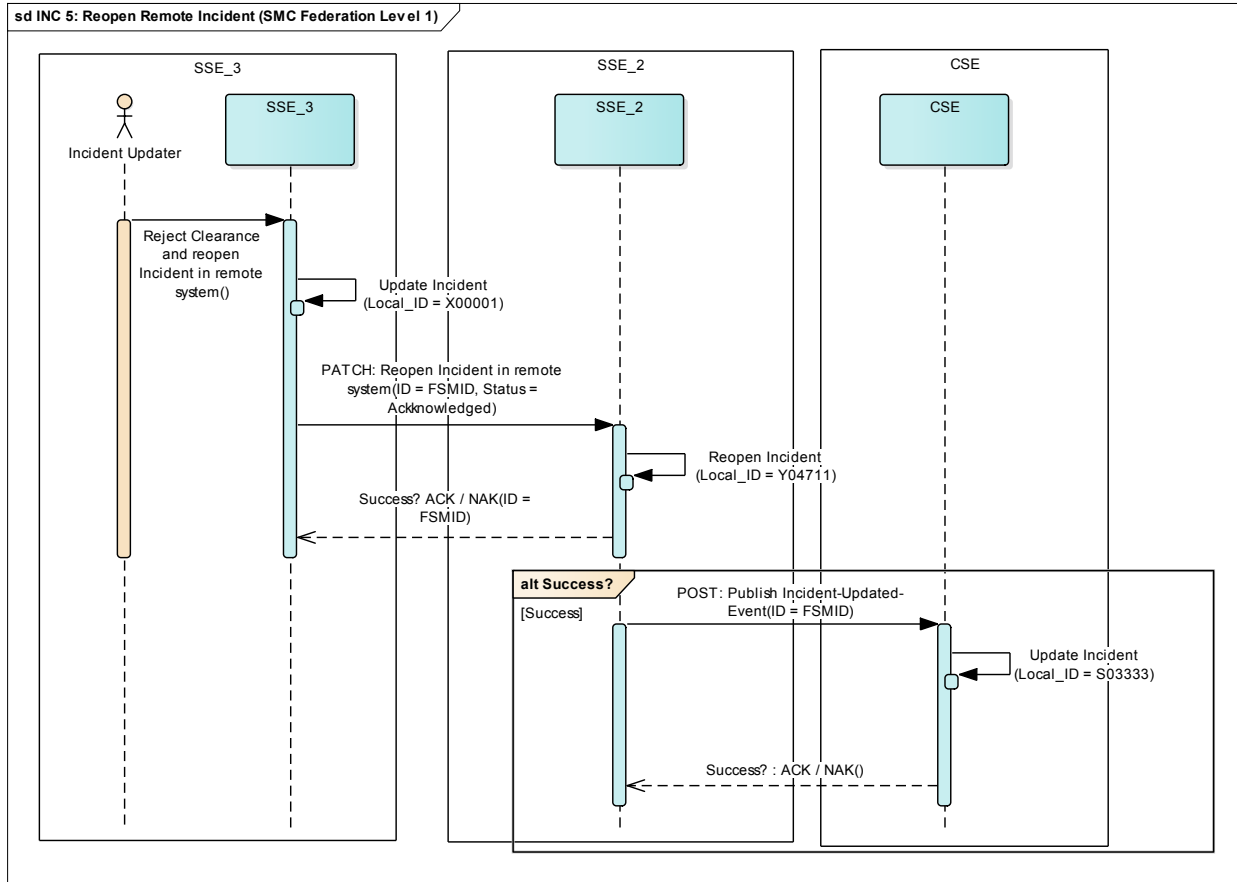 sd INC 5: Reopen Remote Incident (SMC Federation Level 1)
SSE_3
SSE_2
CSE
SSE_3
SSE_2
CSE
Incident Updater
Reject Clearance
and reopen
Incident in remote
system()
Update Incident
(Local_ID = X00001)
PATCH: Reopen Incident in remote
system(ID = FSMID, Status =
Ackknowledged)
Reopen Incident
(Local_ID = Y04711)
Success? ACK / NAK(ID =
FSMID)
alt Success?
[Success]
POST: Publish Incident-Updated-
Event(ID = FSMID)
Update Incident
(Local_ID = S03333)
Success? : ACK / NAK()